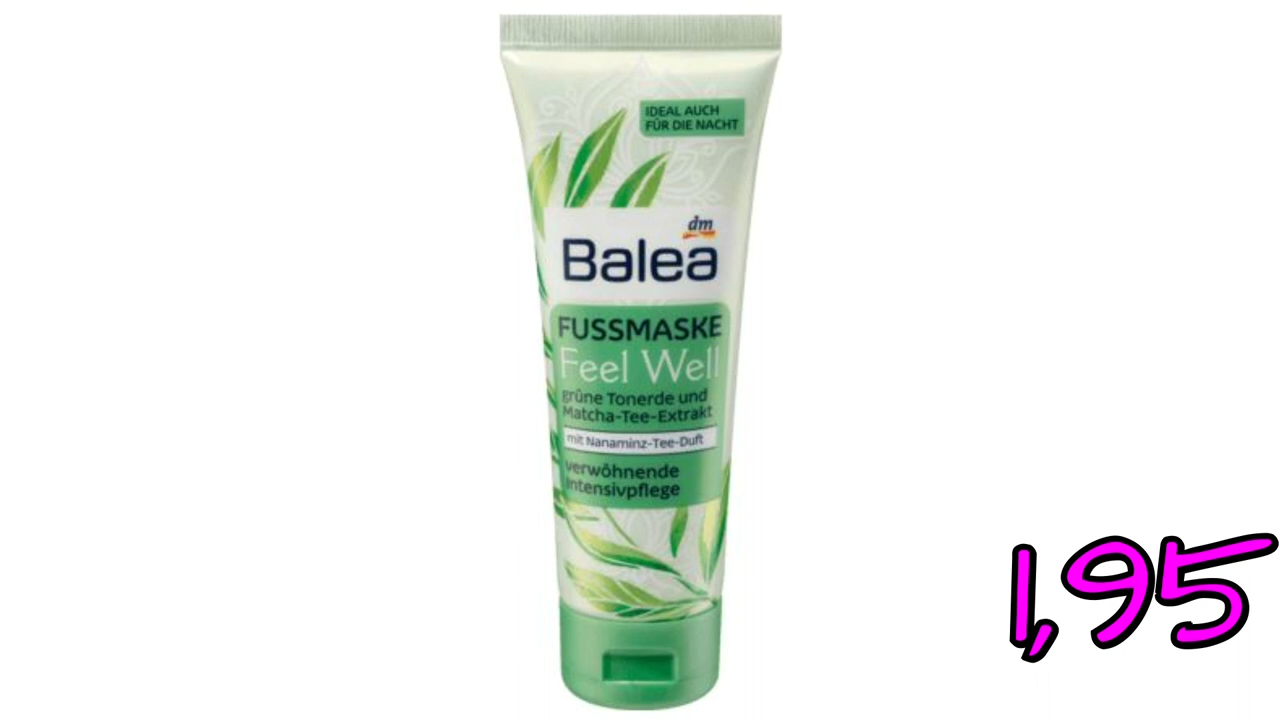 IDEAL AUCH
FÜR DIE NACHT
dm
Balea
FUSSMASKE
Feel Well
grüne Tonerde und
Matcha-Tee-Extrakt
mit Nanaminz-Tee-Duft
verwöhnende
Intensivpflege
1,95